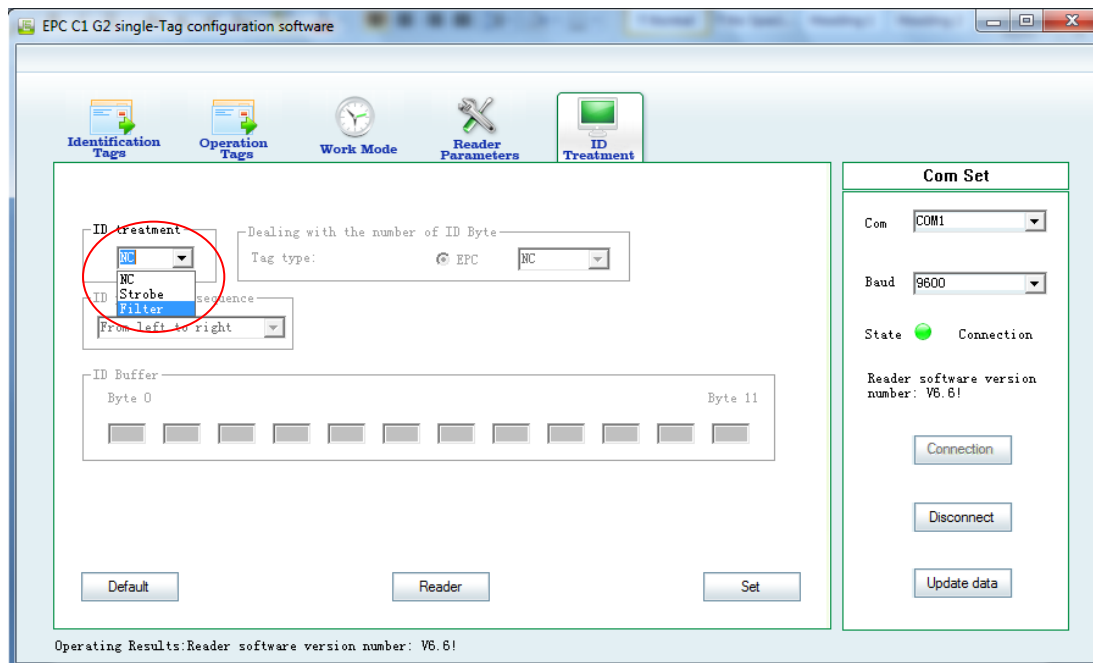 EPC C1 G2 single-Tag configuration software
Identification
Tags
Operation
Tags
Work Mode
Reader
Parameters
ID
Treatment
ID treatment
NC
NC
Strobe
Filter
Dealing with the number of ID Byte
Tag type:
EPC
NC
ID
sequence
From left to right
ID Buffer
Byte 0
Byte 11
Default
Reader
Set
Com Set
Com
COM1
Baud
9600
State
Connection
Reader software version
number: V6.6!
Connection
Disconnect
Update data
Operating Results:Reader software version number: V6.6!